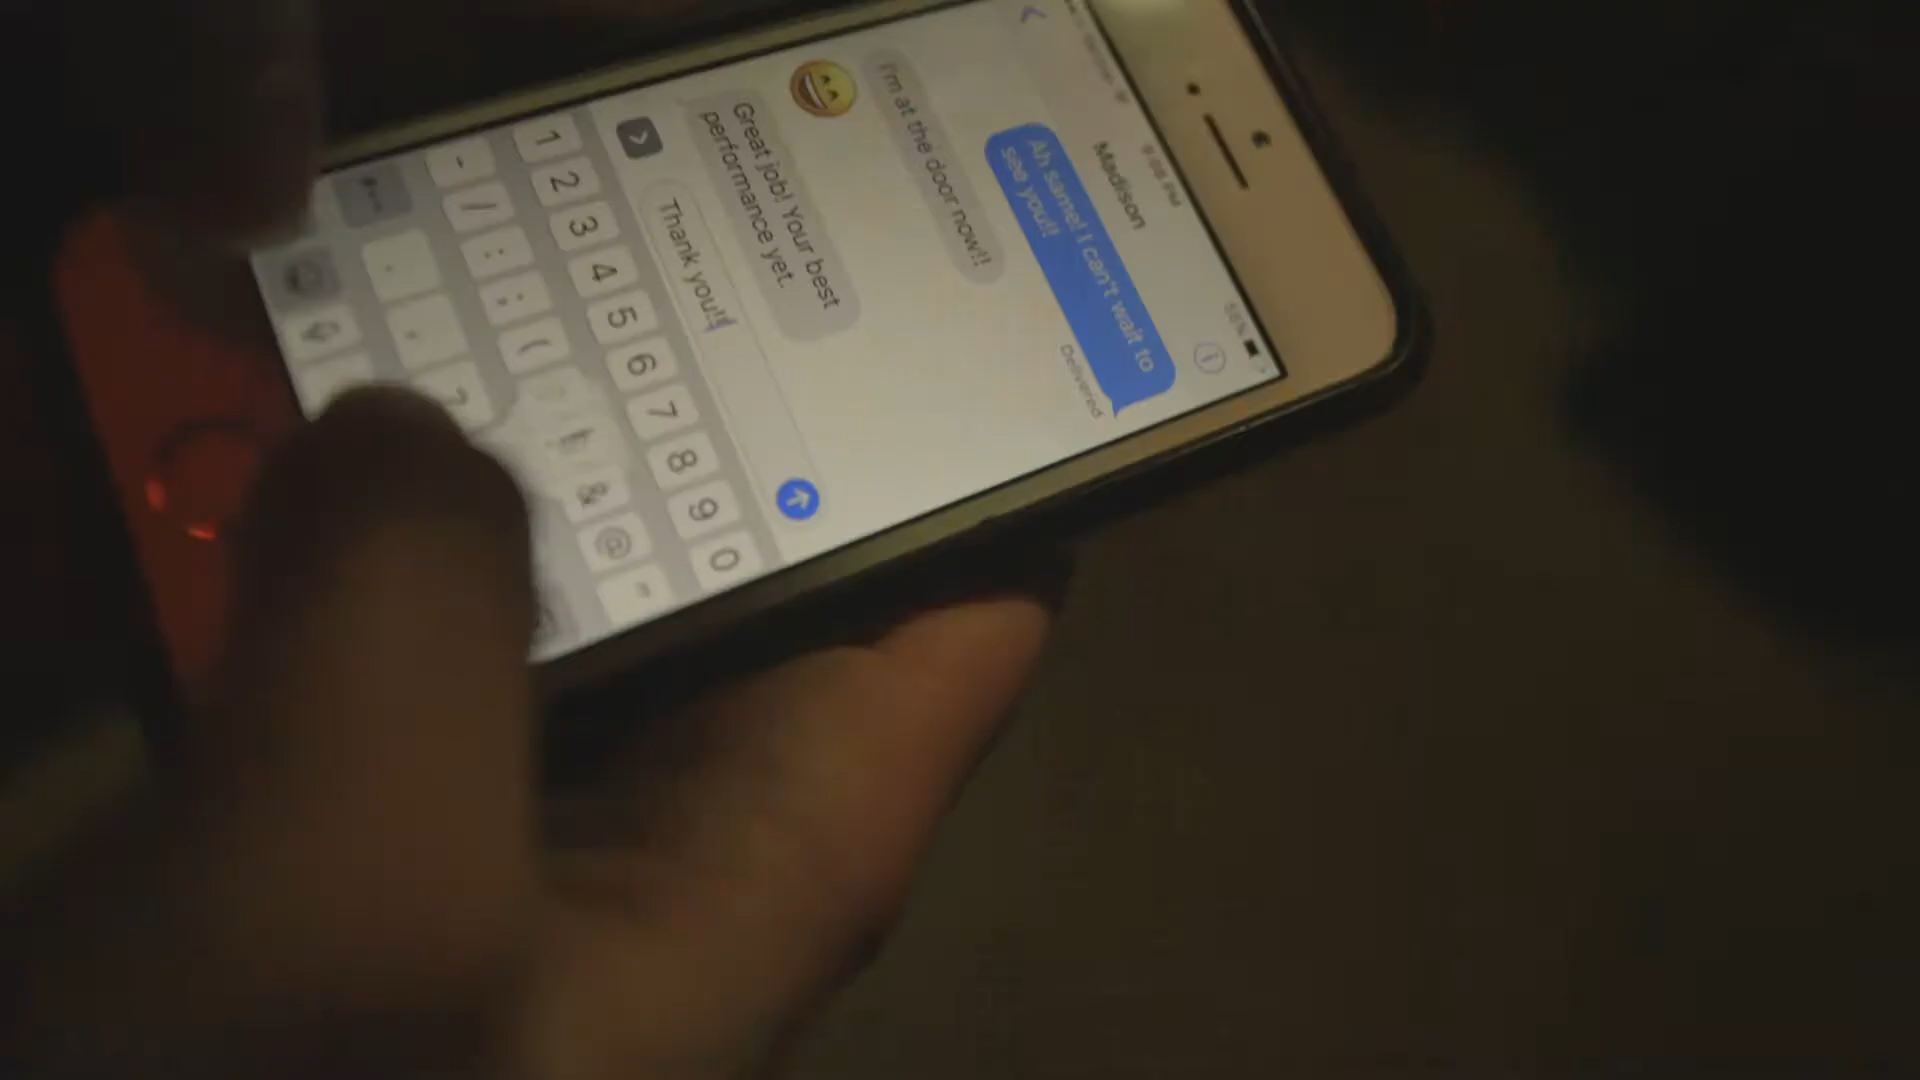 Madison
Ah same! I can't wait to
see you!!
Delivered
I'm at the door now!!
Great job! Your best
performance yet.
Thank you!!
1 2 3 4 5 6 7 8 9 0
- / : ; ( & @ "
. , ?